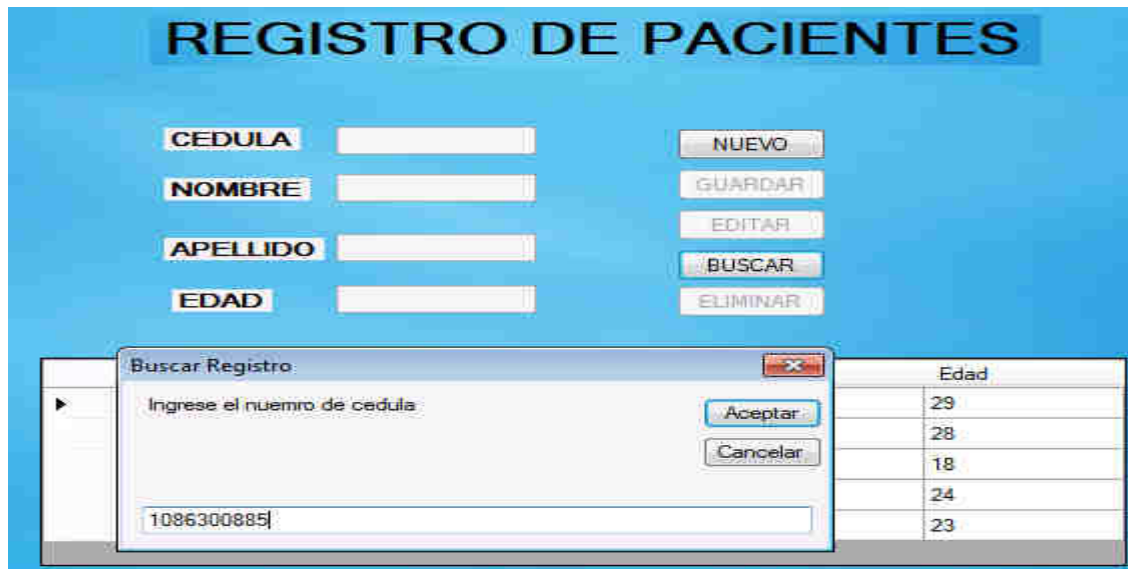 REGISTRO DE PACIENTES
CEDULA
NOMBRE
APELLIDO
EDAD
NUEVO
GUARDAR
EDITAR
BUSCAR
ELIMINAR
Buscar Registro
Ingrese el nuemro de cedula
Aceptar
Cancelar
1086300885
Edad
29
28
18
24
23